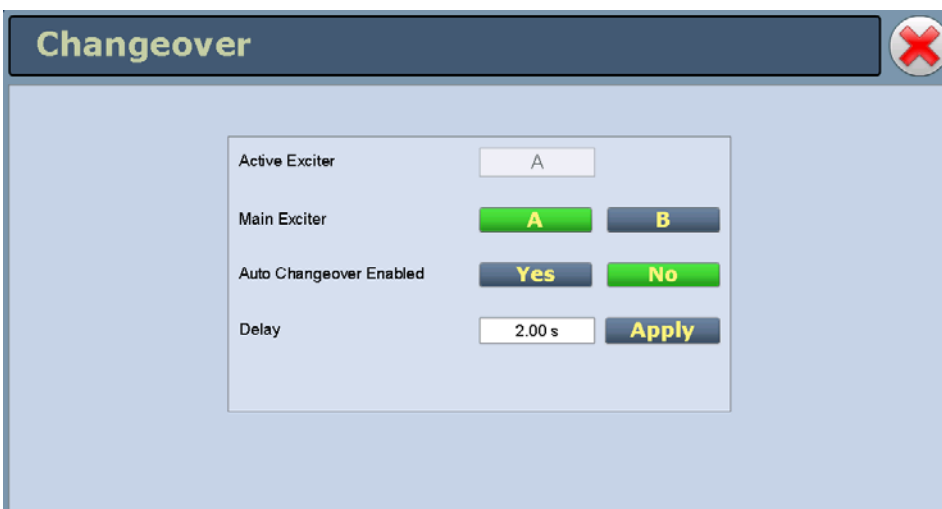 Changeover
Active Exciter A
Main Exciter A B
Auto Changeover Enabled Yes No
Delay 2.00 s Apply